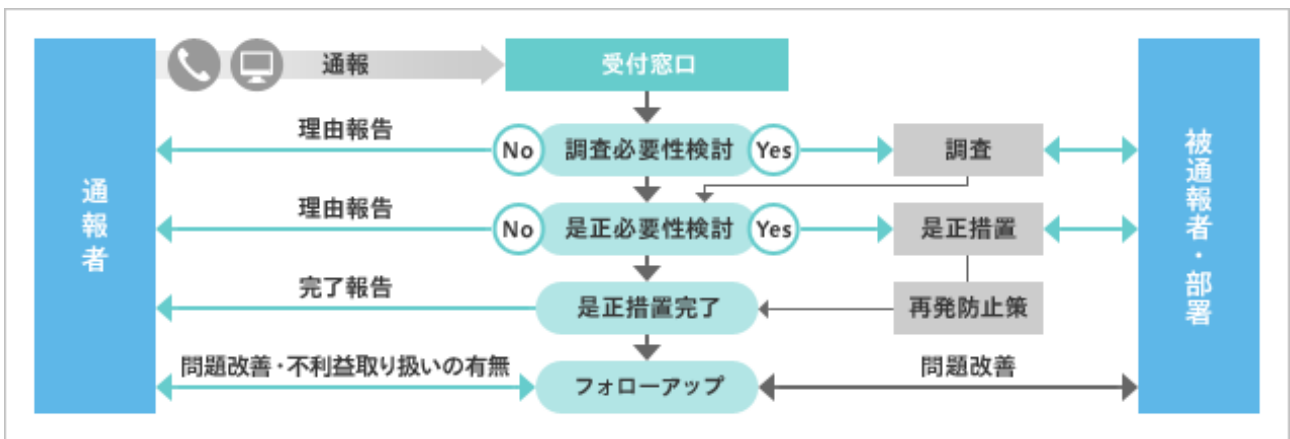 通報
受付窓口
理由報告
No
調査必要性検討
Yes
調査
通報者
理由報告
No
是正必要性検討
Yes
是正措置
被通報者・部署
完了報告
是正措置完了
再発防止策
問題改善・不利益取り扱いの有無
フォローアップ
問題改善